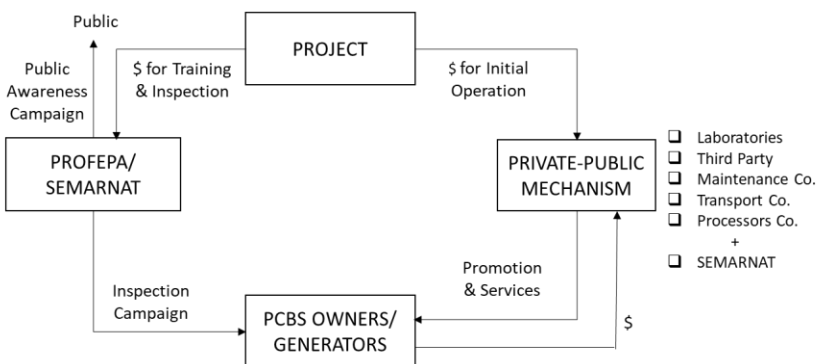 Public
PROJECT
Public
Awareness
Campaign
$ for Training
& Inspection
$ for Initial
Operation
PROFEPA/
SEMARNAT
PRIVATE-PUBLIC
MECHANISM
Laboratories
Third Party
Maintenance Co.
Transport Co.
Processors Co.
+
SEMARNAT
Inspection
Campaign
Promotion
& Services
PCBS OWNERS/
GENERATORS
$